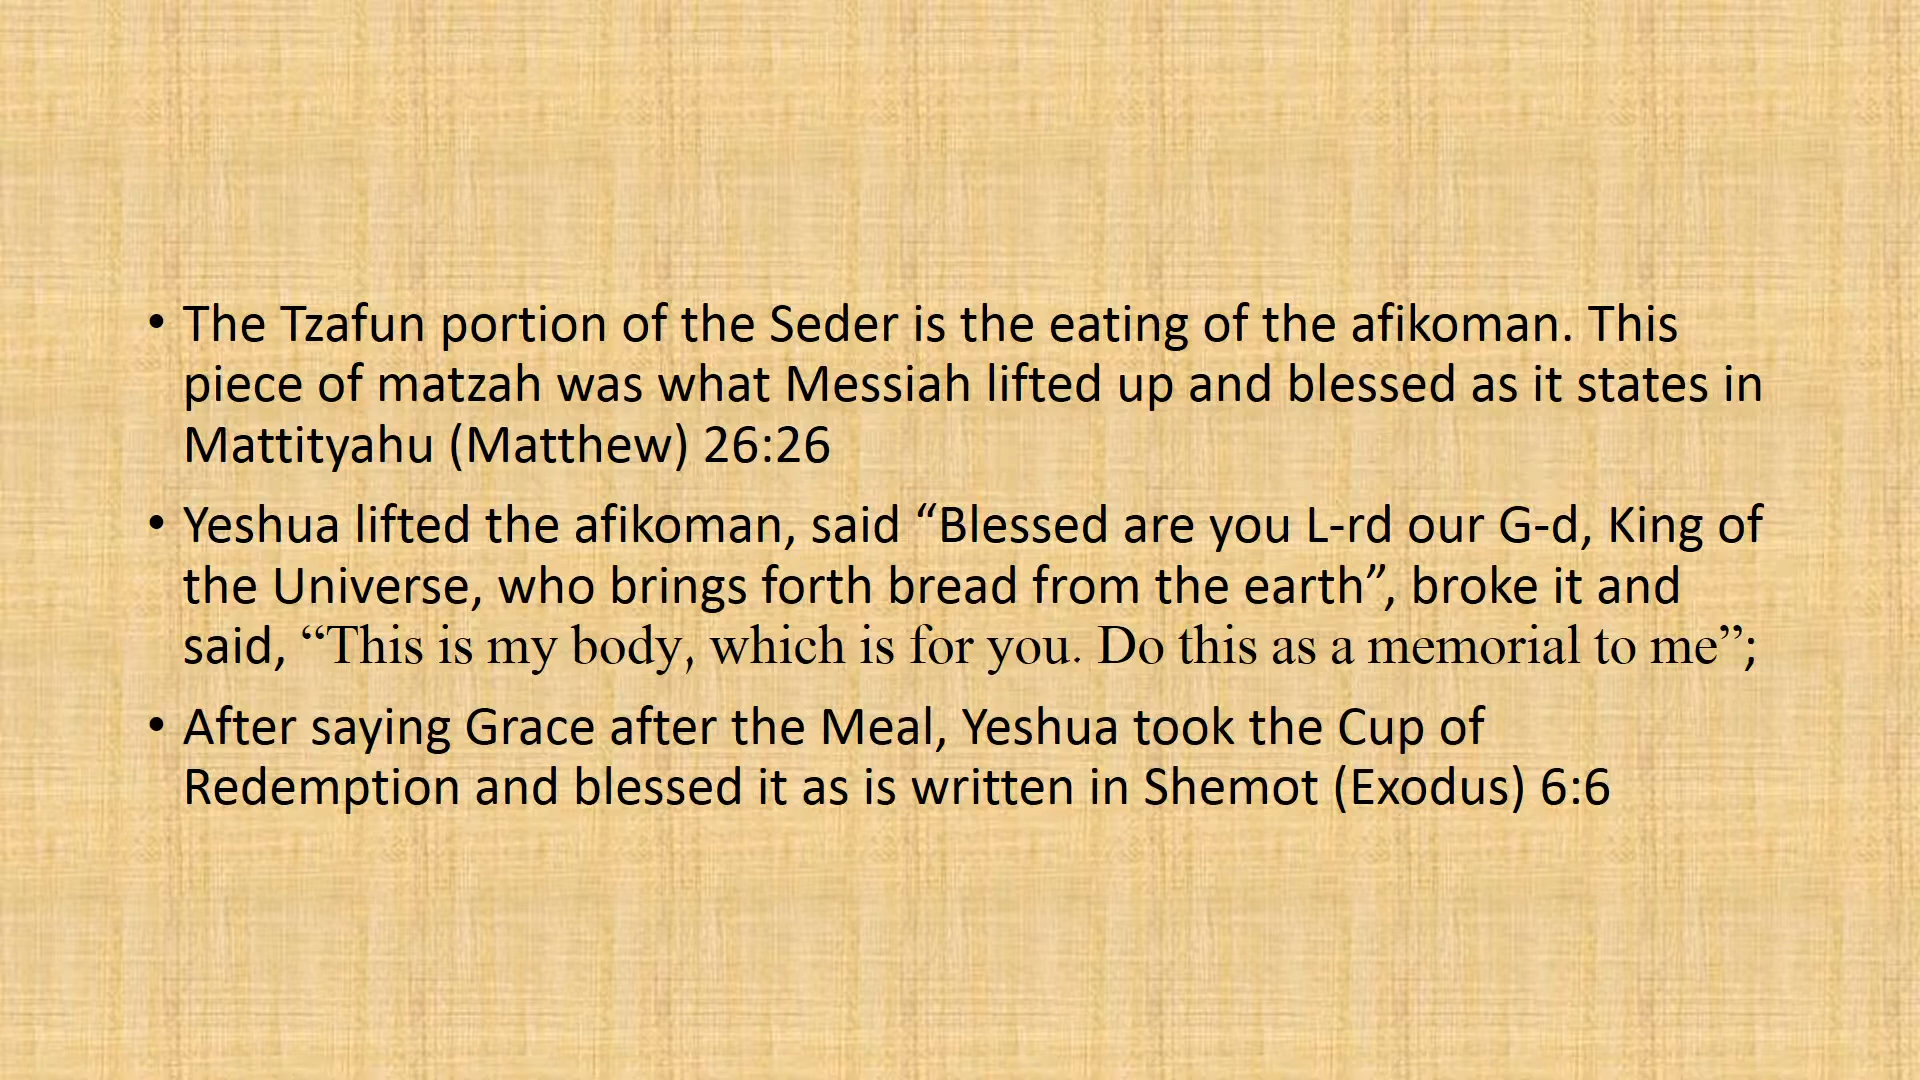 • The Tzafun portion of the Seder is the eating of the afikoman. This
piece of matzah was what Messiah lifted up and blessed as it states in
Mattityahu (Matthew) 26:26
• Yeshua lifted the afikoman, said “Blessed are you L-rd our G-d, King of
the Universe, who brings forth bread from the earth”, broke it and
said, “This is my body, which is for you. Do this as a memorial to me”;
• After saying Grace after the Meal, Yeshua took the Cup of
Redemption and blessed it as is written in Shemot (Exodus) 6:6